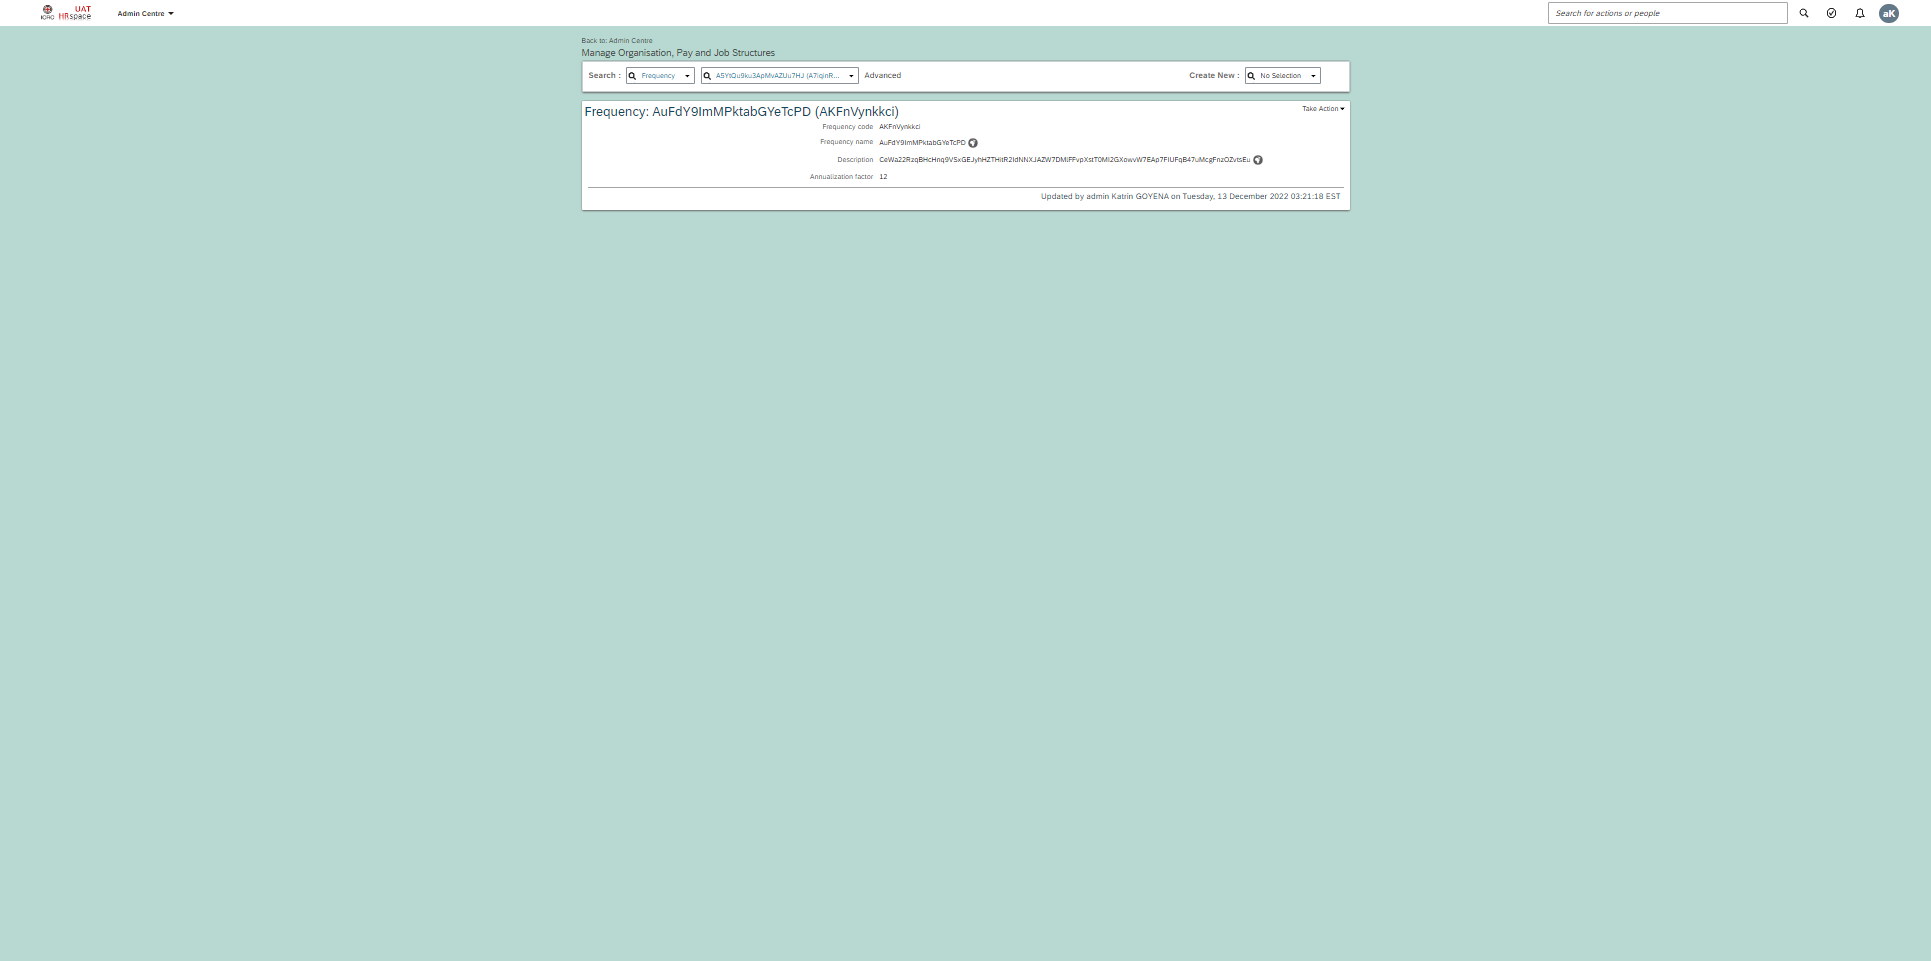 ICRC
UAT
HRspace
Admin Centre
Search for actions or people
aK
Back to: Admin Centre
Manage Organisation, Pay and Job Structures
Search :
Frequency
A5YtQu9ku3ApMvAZUu7HJ (A7iqinR...
Advanced
Create New :
No Selection
Frequency: AuFdY9ImMPktabGYeTcPD (AKFnVynkkci)
Take Action
Frequency code AKFnVynkkci
Frequency name AuFdY9ImMPktabGYeTcPD
Description
Annualization factor 12
Updated by admin Katrin GOYENA on Tuesday, 13 December 2022 03:21:18 EST